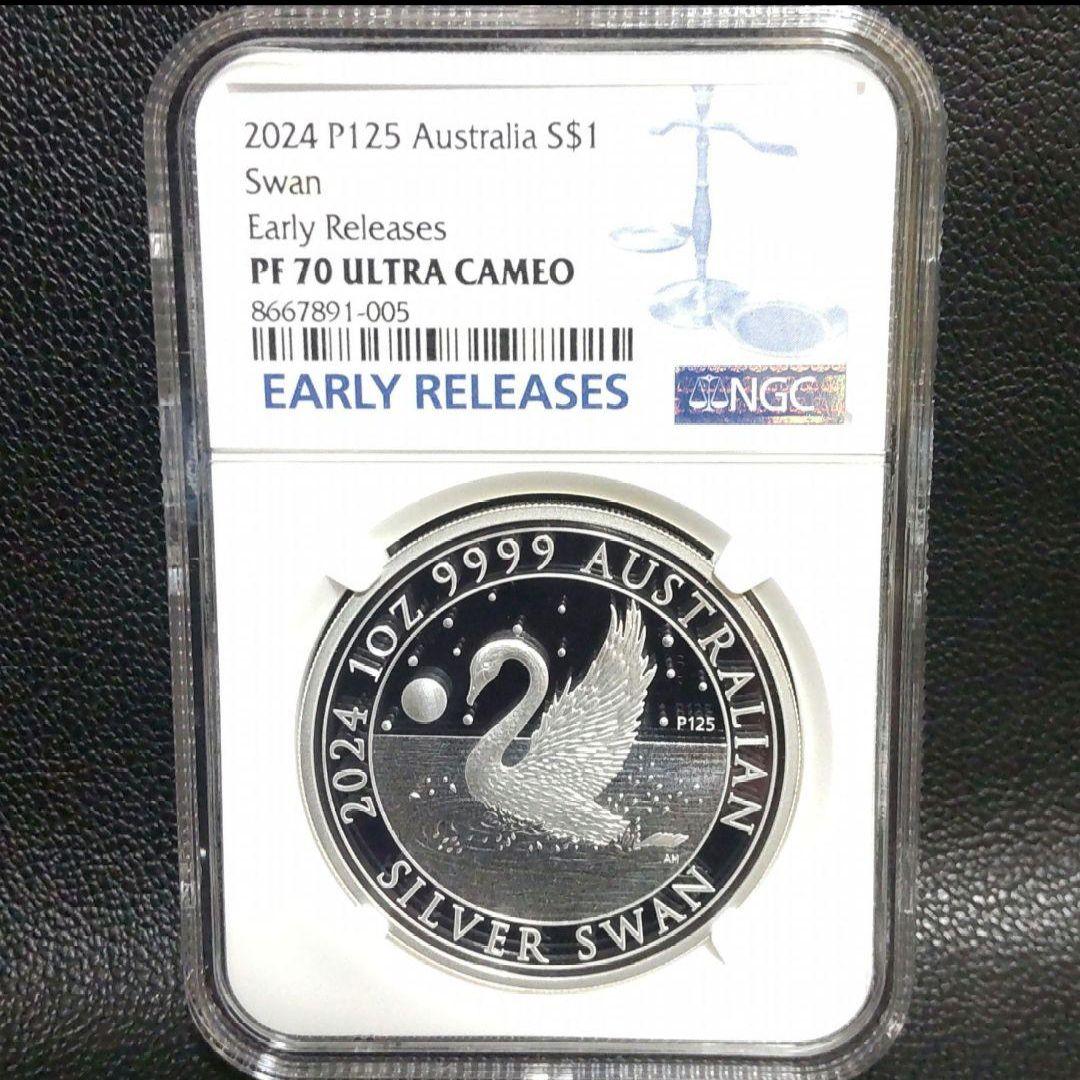 2024 P125 Australia S$1
Swan
Early Releases
PF 70 ULTRA CAMEO
8667891-005
EARLY RELEASES
NGC
2024 1OZ 9999 AUSTRALIAN
SILVER SWAN
P125
AM